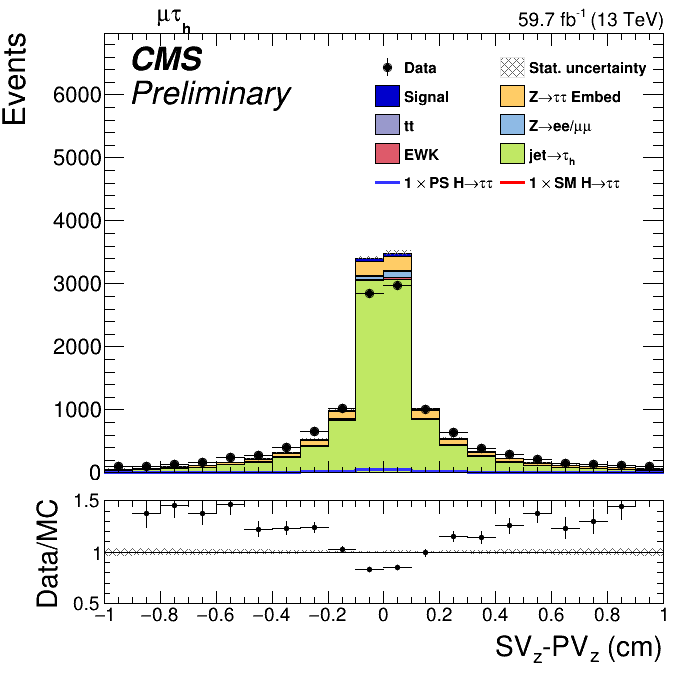 μτh
59.7 fb⁻¹ (13 TeV)
Events
CMS
Preliminary
Data
Stat. uncertainty
Signal
Z→ττ Embed
tt
Z→ee/μμ
EWK
jet→τh
1 × PS H→ττ
1 × SM H→ττ
6000
5000
4000
3000
2000
1000
0
Data/MC
1.5
1
0.5
−1 −0.8 −0.6 −0.4 −0.2 0 0.2 0.4 0.6 0.8 1
SVz-PVz (cm)